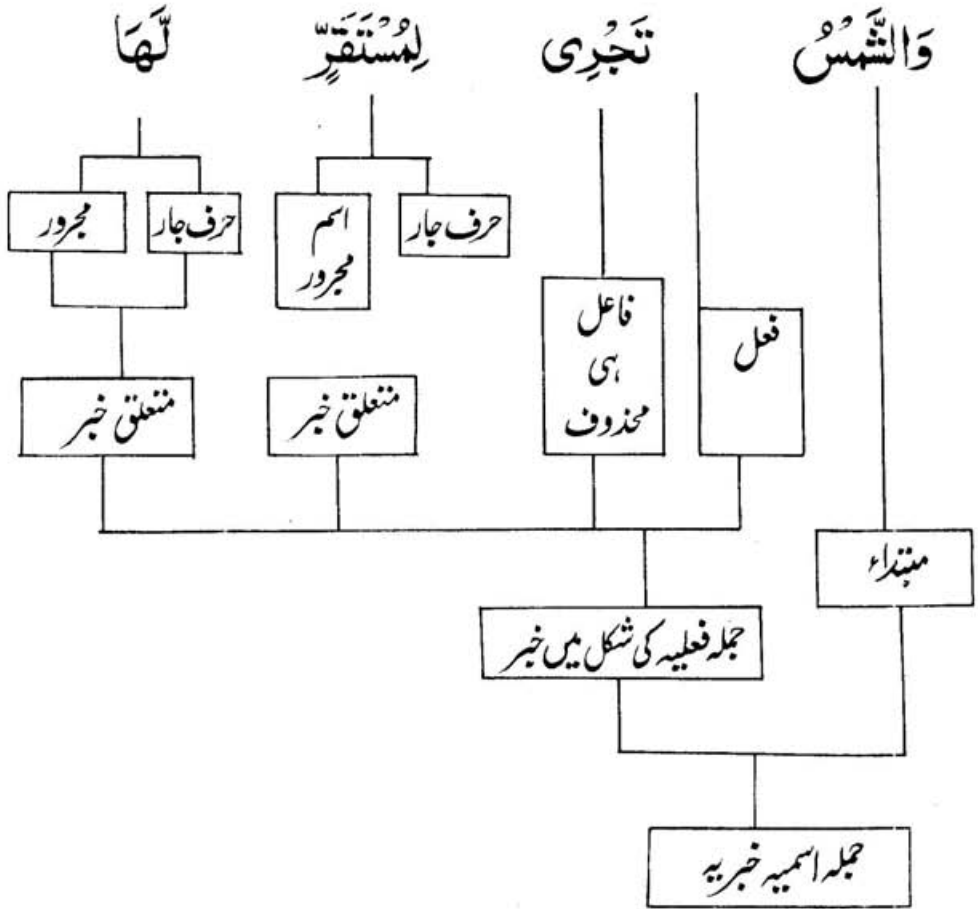 وَالشَّمْسُ تَجْرِى لِمُسْتَقَرٍّ لَّهَا
حرف جار
اسم
مجرور
حرف جار
مجرور
فعل
فاعل
ہی
محذوف
متعلق خبر
متعلق خبر
مبتداء
جملہ فعلیہ کی شکل میں خبر
جملہ اسمیہ خبریہ